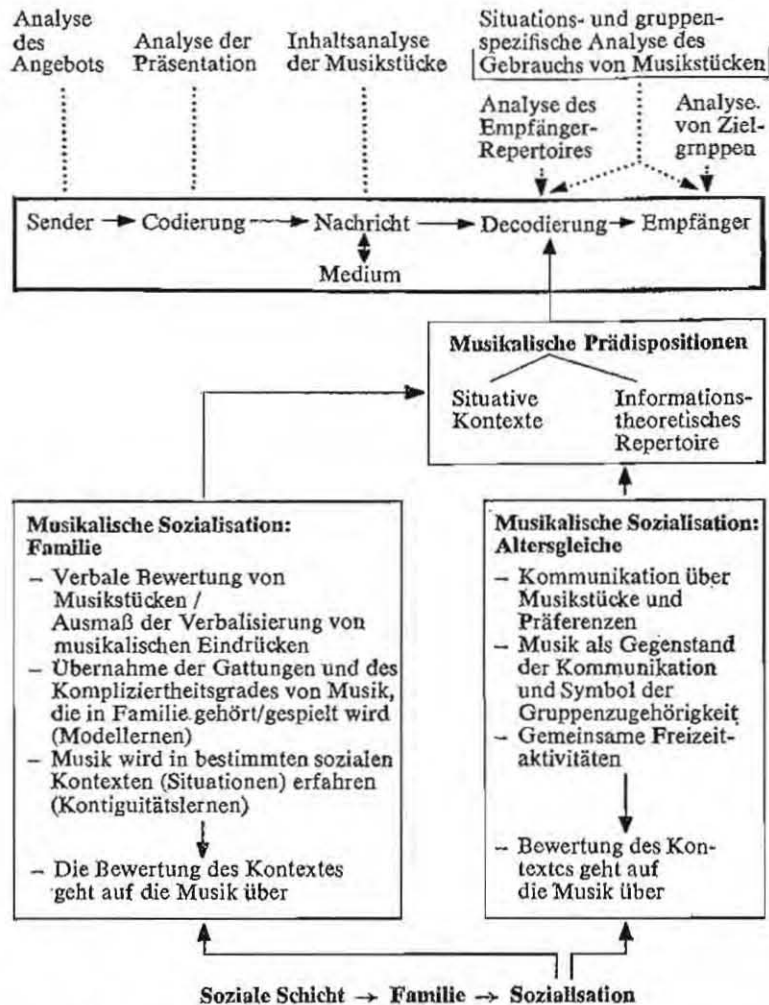 Analyse
des
Angebots
Analyse der
Präsentation
Inhaltsanalyse
der Musikstücke
Situations- und gruppen-
spezifische Analyse des
Gebrauchs von Musikstücken
Analyse des
Empfänger-
Repertoires
Analyse.
von Ziel-
grnppen
Sender → Codierung → Nachricht → Decodierung → Empfänger
Medium
Musikalische Prädispositionen
Situative
Kontexte
Informations-
theoretisches
Repertoire
Musikalische Sozialisation:
Familie
– Verbale Bewertung von
Musikstücken /
Ausmaß der Verbalisierung von
musikalischen Eindrücken
– Übernahme der Gattungen und des
Kompliziertheitsgrades von Musik,
die in Familie gehört/gespielt wird
(Modellernen)
– Musik wird in bestimmten sozialen
Kontexten (Situationen) erfahren
(Kontiguitätslernen)
– Die Bewertung des Kontextes
geht auf die Musik über
Musikalische Sozialisation:
Altersgleiche
– Kommunikation über
Musikstücke und
Präferenzen
– Musik als Gegenstand
der Kommunikation
und Symbol der
Gruppenzugehörigkeit
– Gemeinsame Freizeit-
aktivitäten
– Bewertung des Kon-
textes geht auf
die Musik über
Soziale Schicht → Familie → Sozialisation